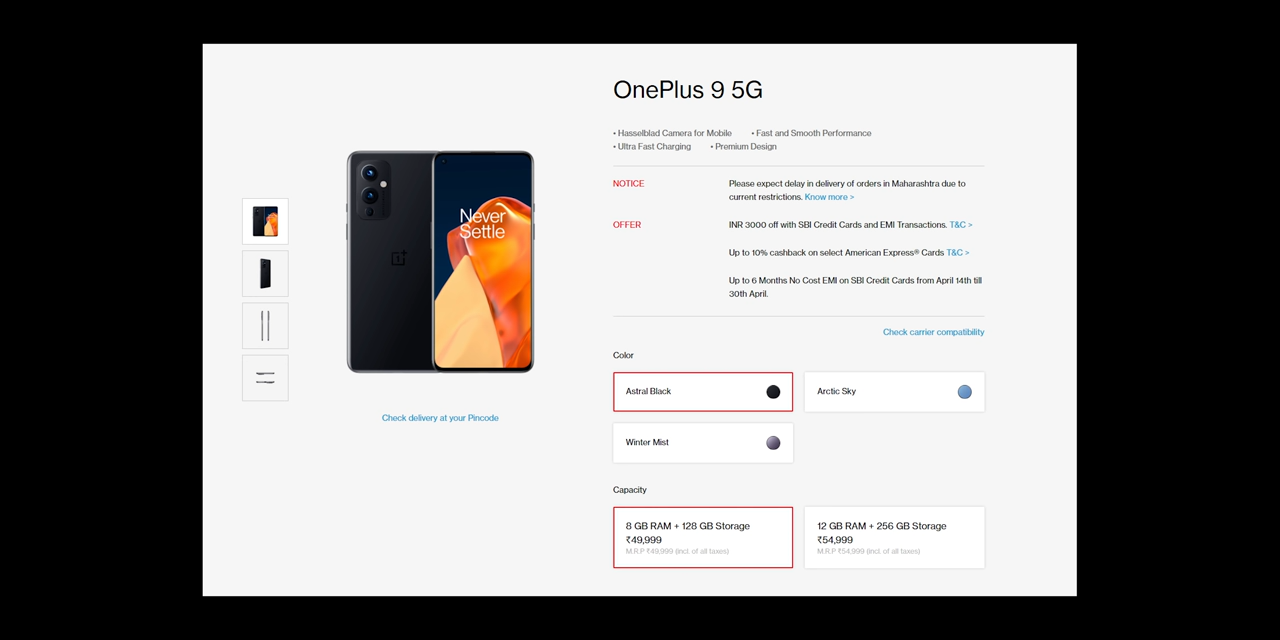 OnePlus 9 5G
• Hasselblad Camera for Mobile • Fast and Smooth Performance
• Ultra Fast Charging • Premium Design
NOTICE Please expect delay in delivery of orders in Maharashtra due to
current restrictions. Know more >
OFFER INR 3000 off with SBI Credit Cards and EMI Transactions. T&C >
Up to 10% cashback on select American Express® Cards T&C >
Up to 6 Months No Cost EMI on SBI Credit Cards from April 14th till
30th April.
Never
Settle
Check delivery at your Pincode
Check carrier compatibility
Color
Astral Black
Arctic Sky
Winter Mist
Capacity
8 GB RAM + 128 GB Storage
₹49,999
M.R.P ₹49,999 (incl. of all taxes)
12 GB RAM + 256 GB Storage
₹54,999
M.R.P ₹54,999 (incl. of all taxes)